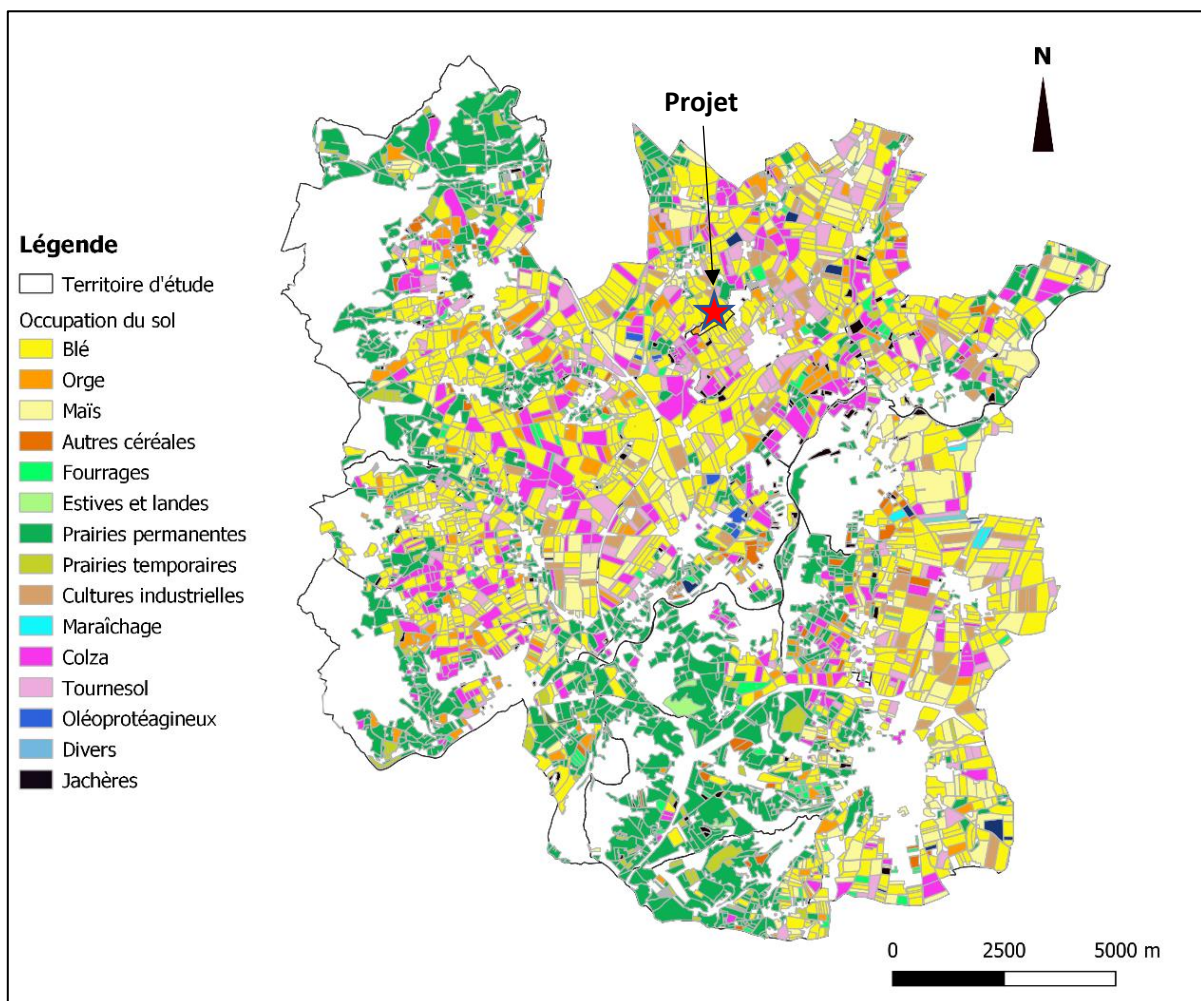 N
Projet
Légende
Territoire d'étude
Occupation du sol
Blé
Orge
Maïs
Autres céréales
Fourrages
Estives et landes
Prairies permanentes
Prairies temporaires
Cultures industrielles
Maraîchage
Colza
Tournesol
Oléoprotéagineux
Divers
Jachères
0 2500 5000 m